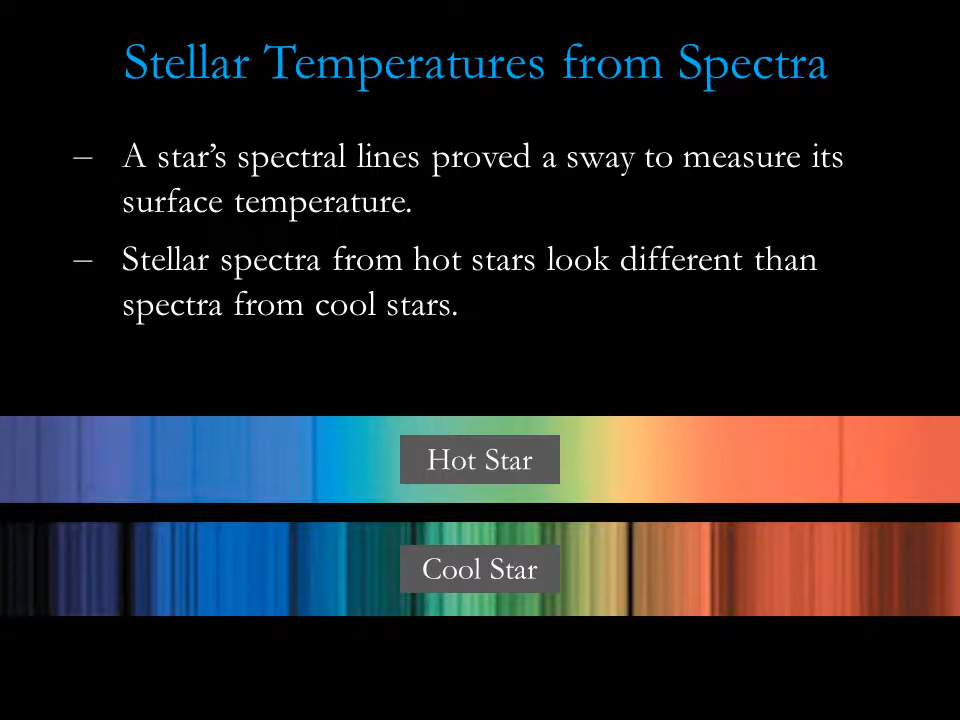 Stellar Temperatures from Spectra
– A star’s spectral lines proved a sway to measure its
surface temperature.
– Stellar spectra from hot stars look different than
spectra from cool stars.
Hot Star
Cool Star